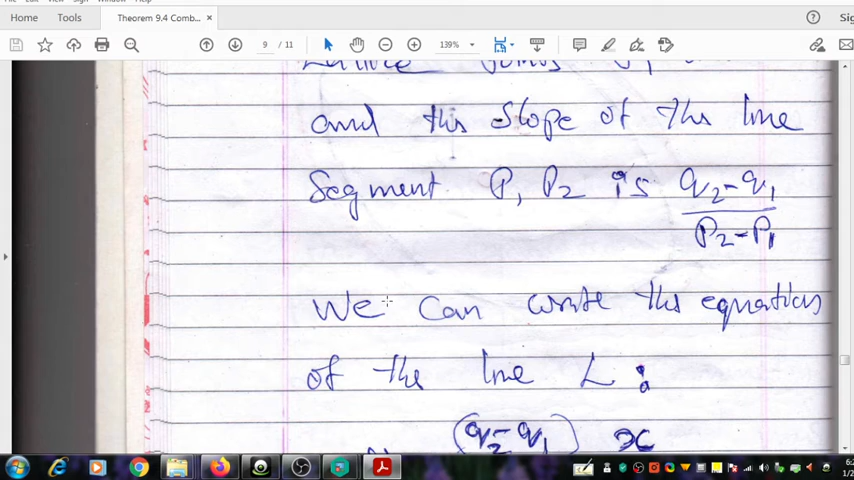 Home
Tools
Theorem 9.4 Comb...
×
9 / 11
139%
and the Slope of the line
Segment P1 P2 is q2-q1
P2-P1
We can write the equation
of the line L :
(q2-q1) x